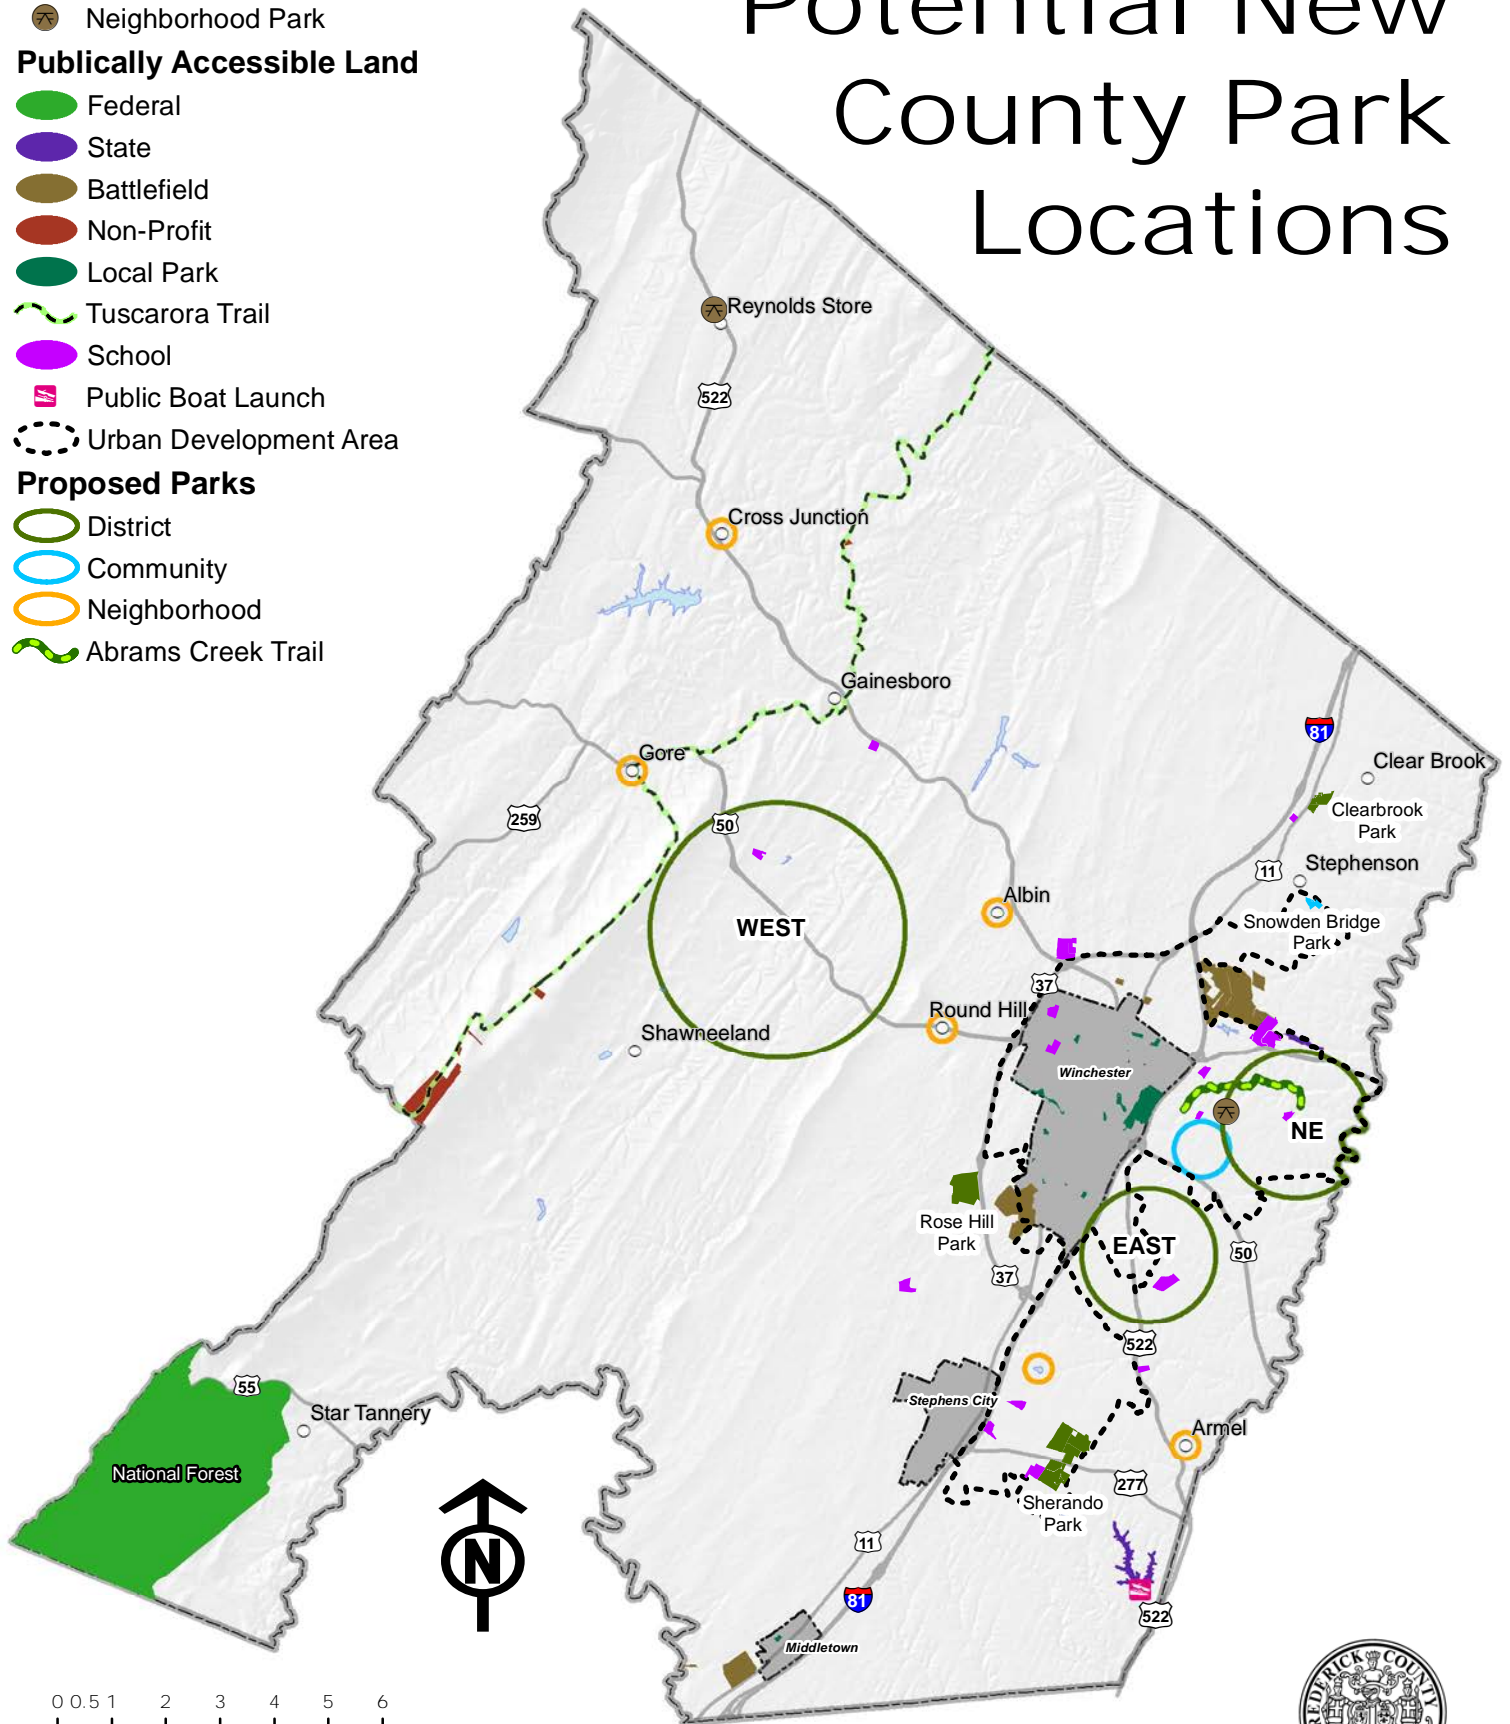 Potential New
County Park
Locations
Neighborhood Park
Publically Accessible Land
Federal
State
Battlefield
Non-Profit
Local Park
Tuscarora Trail
School
Public Boat Launch
Urban Development Area
Proposed Parks
District
Community
Neighborhood
Abrams Creek Trail
Reynolds Store
522
Cross Junction
Gainesboro
81
Gore
Clear Brook
259
50
Clearbrook
Park
11
Stephenson
Albin
WEST
Snowden Bridge
Park
37
Round Hill
Shawneeland
Winchester
NE
Rose Hill
Park
EAST
50
37
522
55
Stephens City
Star Tannery
Armel
National Forest
277
Sherando
Park
N
11
81
522
Middletown
0 0.5 1 2 3 4 5 6
FREDERICK COUNTY